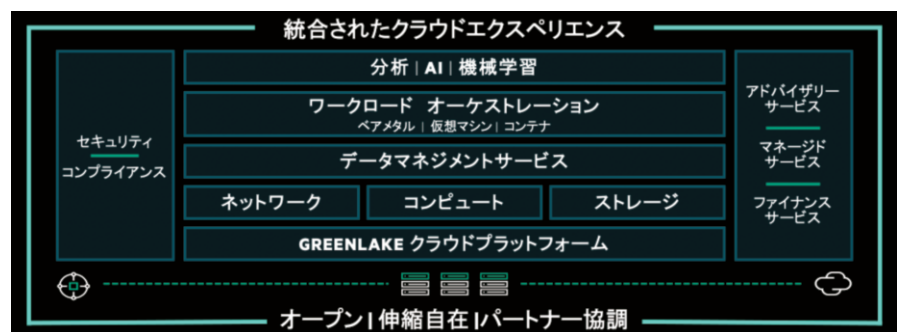 統合されたクラウドエクスペリエンス
セキュリティ
コンプライアンス
分析 | AI | 機械学習
ワークロード オーケストレーション
ベアメタル | 仮想マシン | コンテナ
データマネジメントサービス
ネットワーク
コンピュート
ストレージ
GREENLAKE クラウドプラットフォーム
アドバイザリー
サービス
マネージド
サービス
ファイナンス
サービス
オープン | 伸縮自在 | パートナー協調